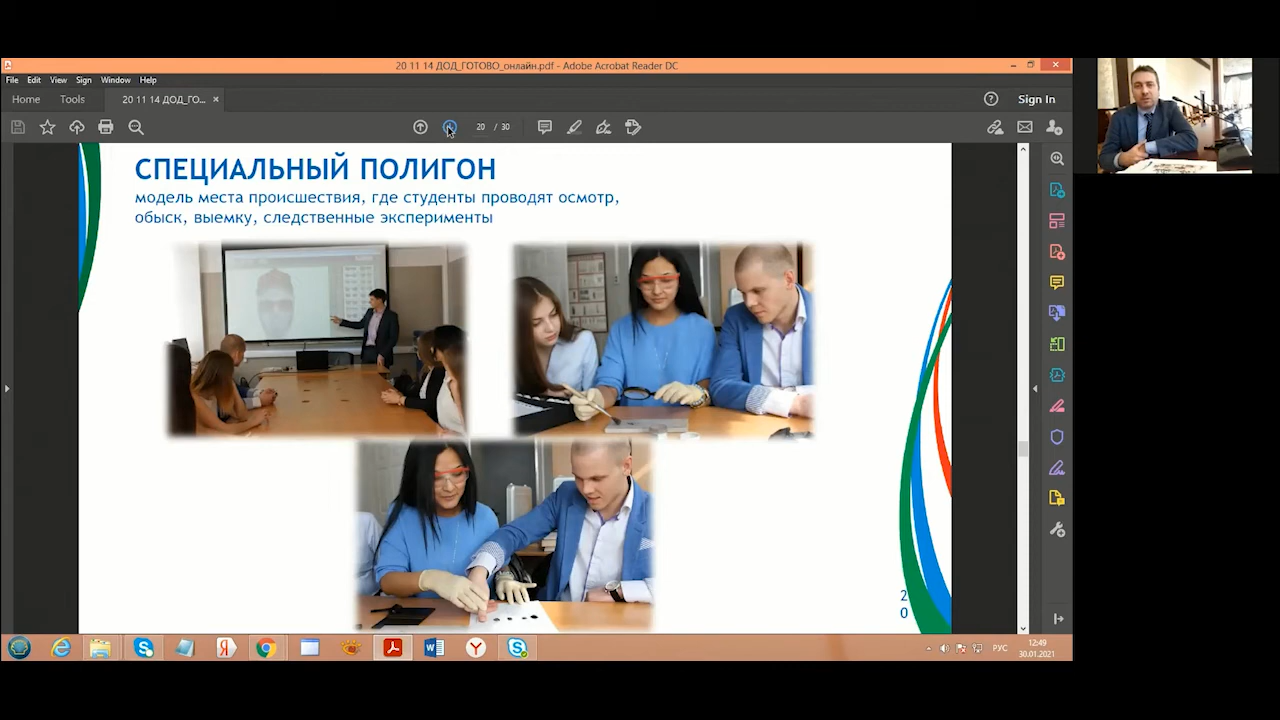 20 11 14 ДОД_ГОТОВО_онлайн.pdf - Adobe Acrobat Reader DC
File Edit View Sign Window Help
Home Tools 20 11 14 ДОД_ГО... × Sign In
20 / 30
СПЕЦИАЛЬНЫЙ ПОЛИГОН
модель места происшествия, где студенты проводят осмотр,
обыск, выемку, следственные эксперименты
2
0
РУС
12:49
30.01.2021